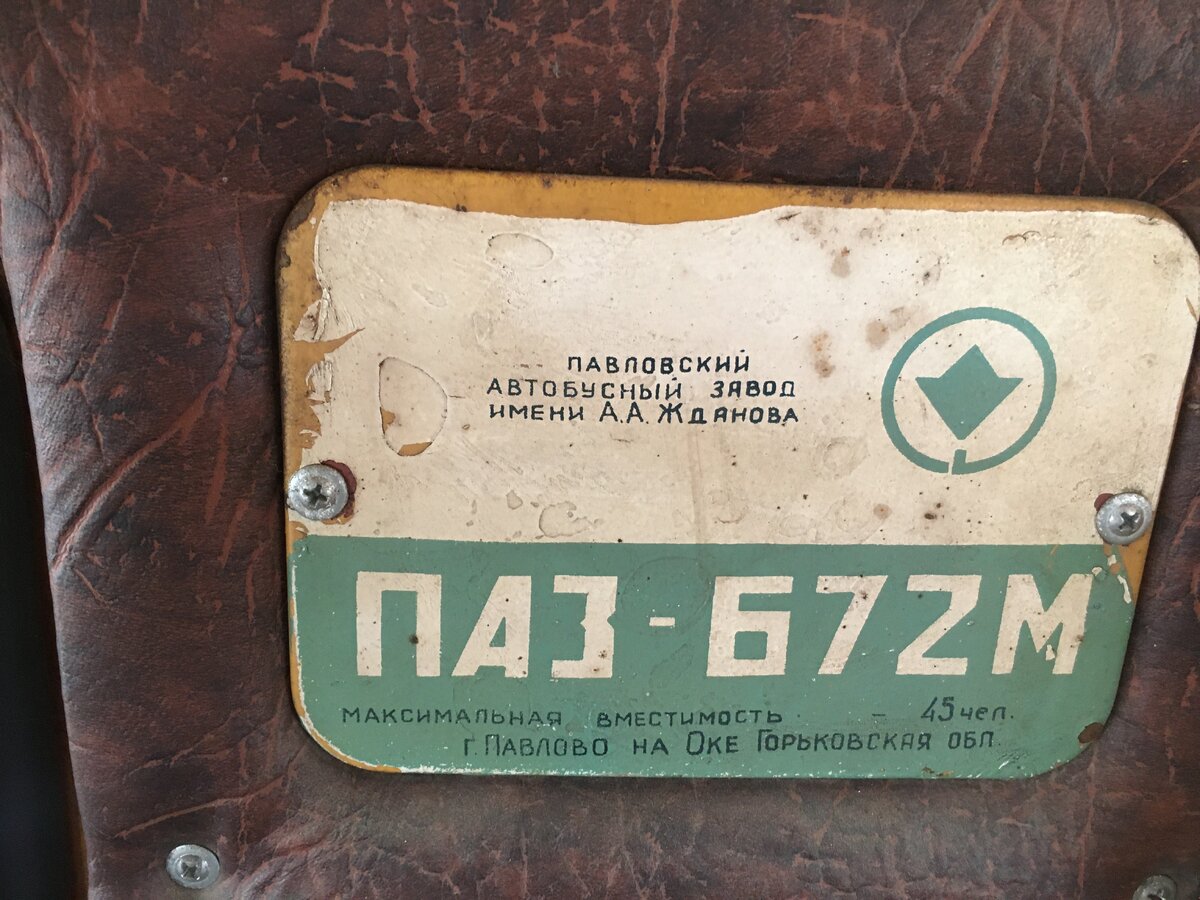 ПАВЛОВСКИЙ
АВТОБУСНЫЙ ЗАВОД
ИМЕНИ А.А. ЖДАНОВА
ПАЗ-672М
МАКСИМАЛЬНАЯ ВМЕСТИМОСТЬ - 45 чел.
Г. ПАВЛОВО НА ОКЕ ГОРЬКОВСКАЯ ОБЛ.